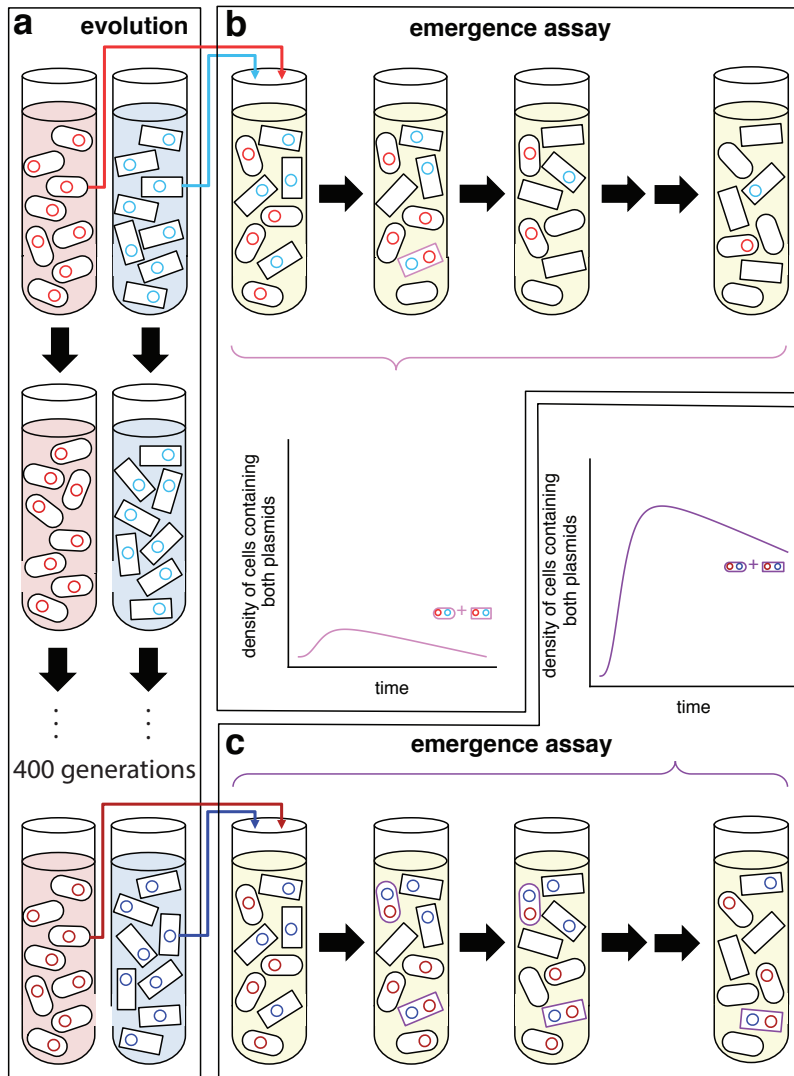 a evolution
b emergence assay
density of cells containing
both plasmids
+
time
density of cells containing
both plasmids
+
time
400 generations
c emergence assay